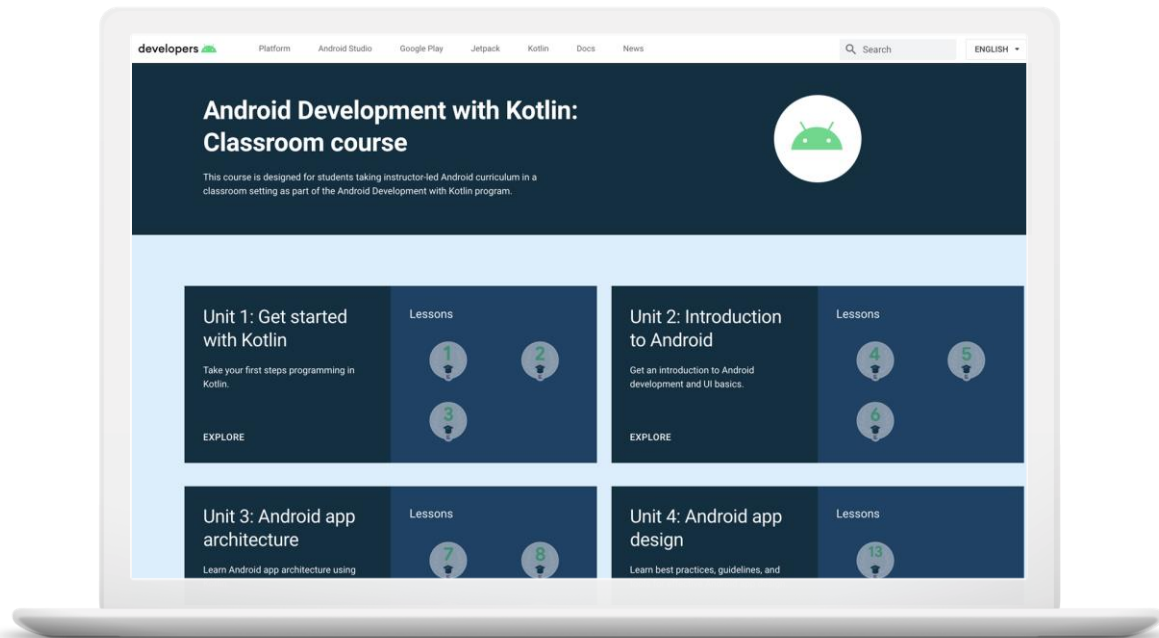 developers
Platform Android Studio Google Play Jetpack Kotlin Docs News
Search
ENGLISH
Android Development with Kotlin:
Classroom course
This course is designed for students taking instructor-led Android curriculum in a
classroom setting as part of the Android Development with Kotlin program.
Unit 1: Get started
with Kotlin
Take your first steps programming in
Kotlin.
EXPLORE
Lessons
1
2
3
Unit 2: Introduction
to Android
Get an introduction to Android
development and UI basics.
EXPLORE
Lessons
4
5
6
Unit 3: Android app
architecture
Learn Android app architecture using
Lessons
7
8
Unit 4: Android app
design
Learn best practices, guidelines, and
Lessons
13